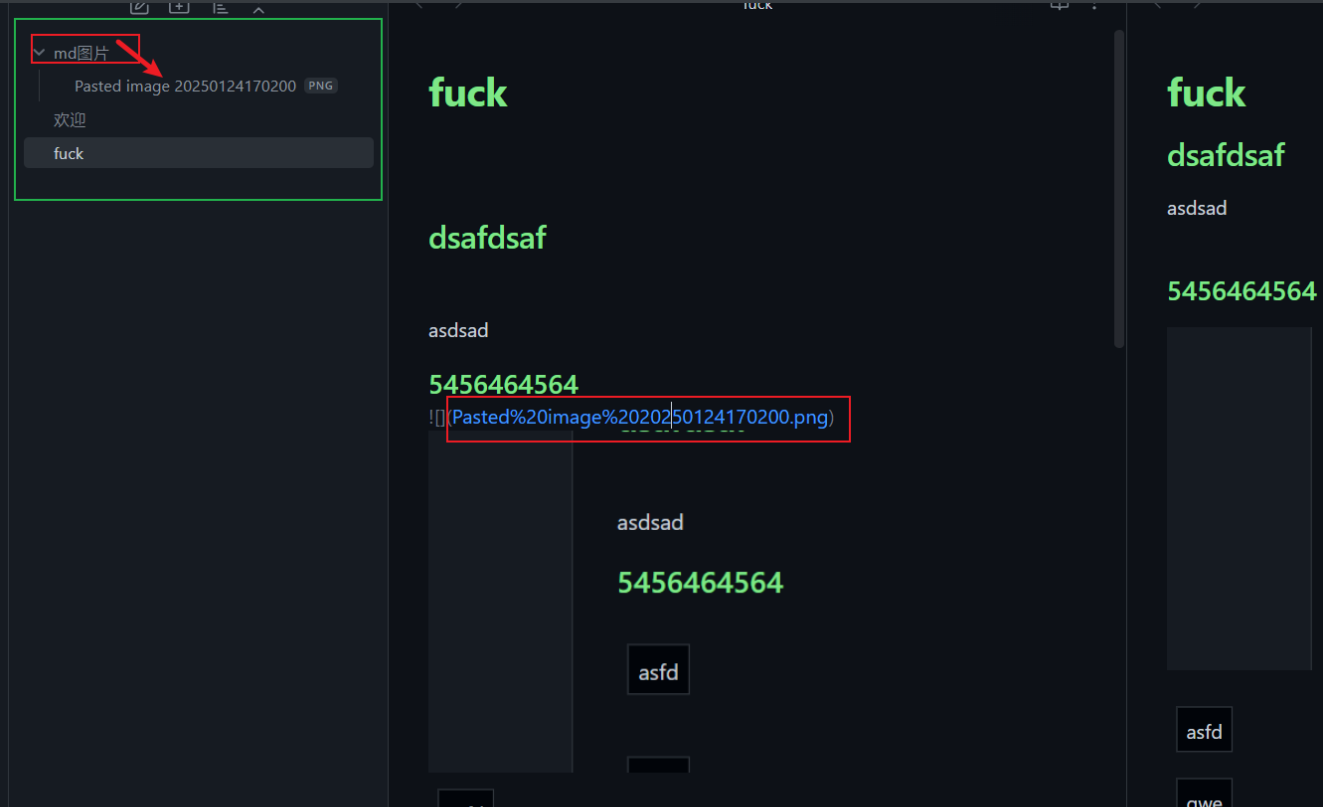 fuck
md图片
Pasted image 20250124170200 PNG
欢迎
fuck
fuck
dsafdsaf
asdsad
5456464564
![](Pasted%20image%2020250124170200.png)
asdsad
5456464564
asfd
fuck
dsafdsaf
asdsad
5456464564
asfd
qwe